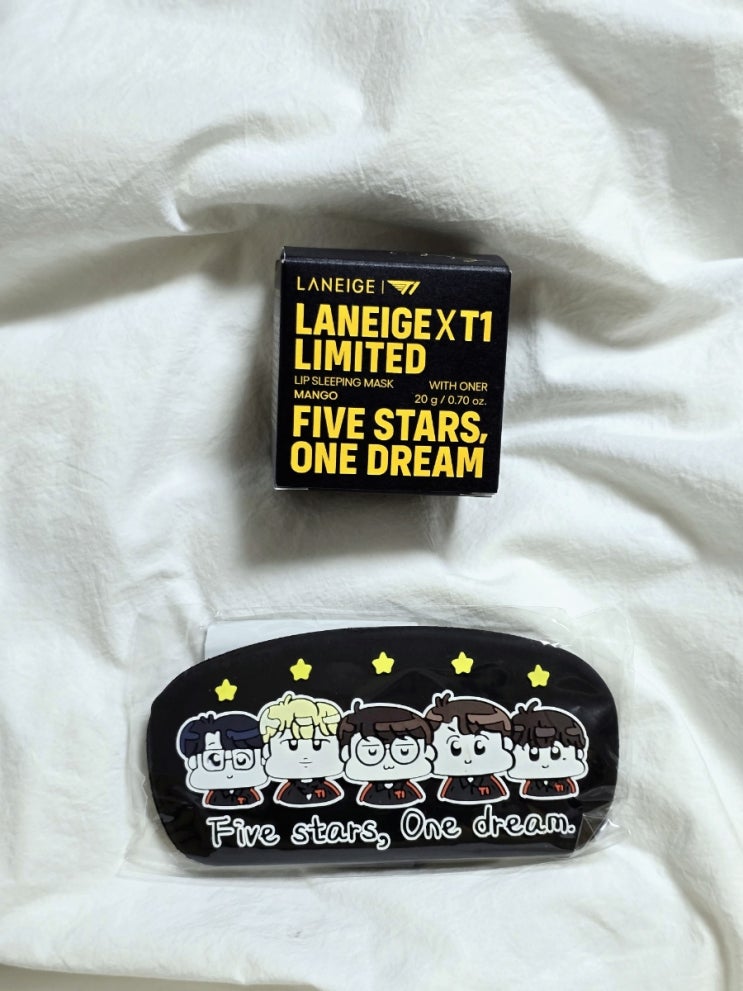 LANEIGE | T1
LANEIGE X T1
LIMITED
LIP SLEEPING MASK WITH ONER
MANGO 20 g / 0.70 oz.
FIVE STARS,
ONE DREAM
T1 T1 T1 T1 T1
Five stars, One dream.